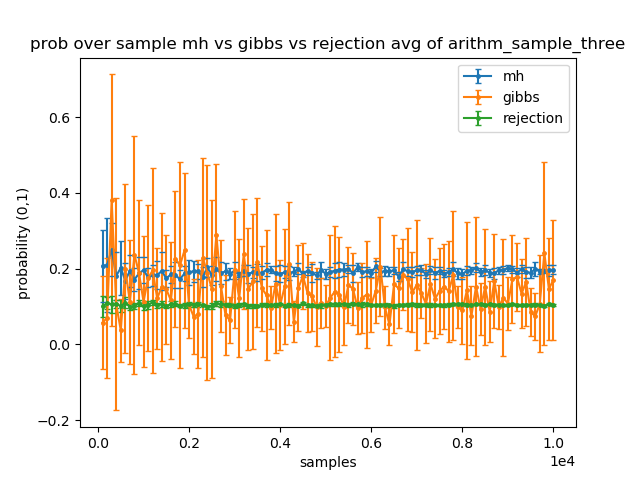 prob over sample mh vs gibbs vs rejection avg of arithm_sample_three
mh
gibbs
rejection
probability (0,1)
0.6
0.4
0.2
0.0
−0.2
0.0
0.2
0.4
0.6
0.8
1.0
1e4
samples